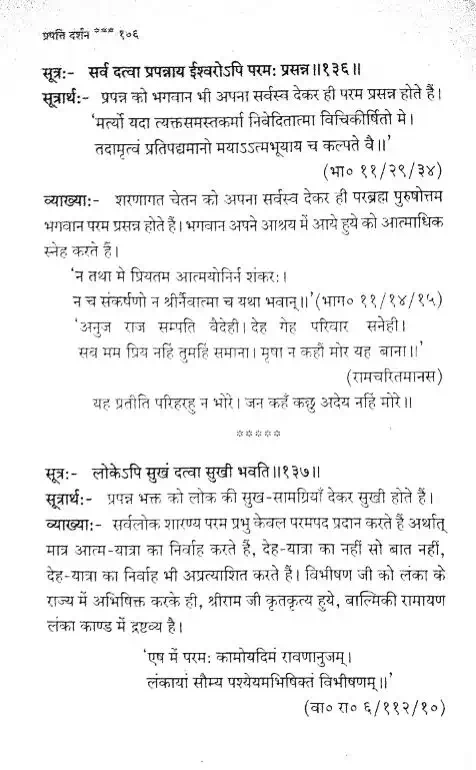 प्रपत्ति दर्शन *** १०६
सूत्रः- सर्व दत्वा प्रपन्नाय ईश्वरोऽपि परमः प्रसन्न॥१३६॥
सूत्रार्थः- प्रपन्न को भगवान भी अपना सर्वस्व देकर ही परम प्रसन्न होते हैं।
'मर्त्यो यदा त्यक्तसमस्तकर्मा निवेदितात्मा विचिकीर्षितो मे।
तदामृत्वं प्रतिपद्यमानो मयाऽऽत्मभूयाय च कल्पते वै॥'
(भा० ११/२९/३४)
व्याख्याः- शरणागत चेतन को अपना सर्वस्व देकर ही परब्रह्म पुरुषोत्तम
भगवान परम प्रसन्न होते हैं। भगवान अपने आश्रय में आये हुये को आत्माधिक
स्नेह करते हैं।
'न तथा मे प्रियतम आत्मयोनिर्न शंकरः।
न च संकर्षणो न श्रीर्नैवात्मा च यथा भवान्॥'(भाग० ११/१४/१५)
'अनुज राज सम्पति वैदेही। देह गेह परिवार सनेही।
सब मम प्रिय नहिं तुमहिं समाना। मृषा न कहौं मोर यह बाना॥'
(रामचरितमानस)
यह प्रतीति परिहरहु न भोरे। जन कहँ कछु अदेय नहिं मोरे॥
*****
सूत्रः- लोकेऽपि सुखं दत्वा सुखी भवति॥१३७॥
सूत्रार्थः- प्रपन्न भक्त को लोक की सुख-सामग्रियाँ देकर सुखी होते हैं।
व्याख्याः- सर्वलोक शारण्य परम प्रभु केवल परमपद प्रदान करते हैं अर्थात्
मात्र आत्म-यात्रा का निर्वाह करते हैं, देह-यात्रा का नहीं सो बात नहीं,
देह-यात्रा का निर्वाह भी अप्रत्याशित करते हैं। विभीषण जी को लंका के
राज्य में अभिषिक्त करके ही, श्रीराम जी कृतकृत्य हुये, बाल्मिकी रामायण
लंका काण्ड में द्रष्टव्य है।
'एष में परमः कामोयदिमं रावणानुजम्।
लंकायां सौम्य पश्येयमभिषिक्तं विभीषणम्॥'
(वा० रा० ६/११२/१०)